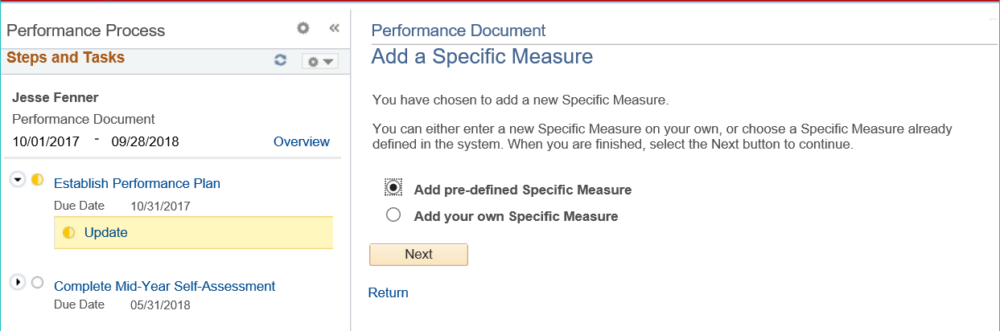 Performance Process
Steps and Tasks
Jesse Fenner
Performance Document
10/01/2017 - 09/28/2018 Overview
Establish Performance Plan
Due Date 10/31/2017
Update
Complete Mid-Year Self-Assessment
Due Date 05/31/2018
Performance Document
Add a Specific Measure
You have chosen to add a new Specific Measure.
You can either enter a new Specific Measure on your own, or choose a Specific Measure already
defined in the system. When you are finished, select the Next button to continue.
Add pre-defined Specific Measure
Add your own Specific Measure
Next
Return